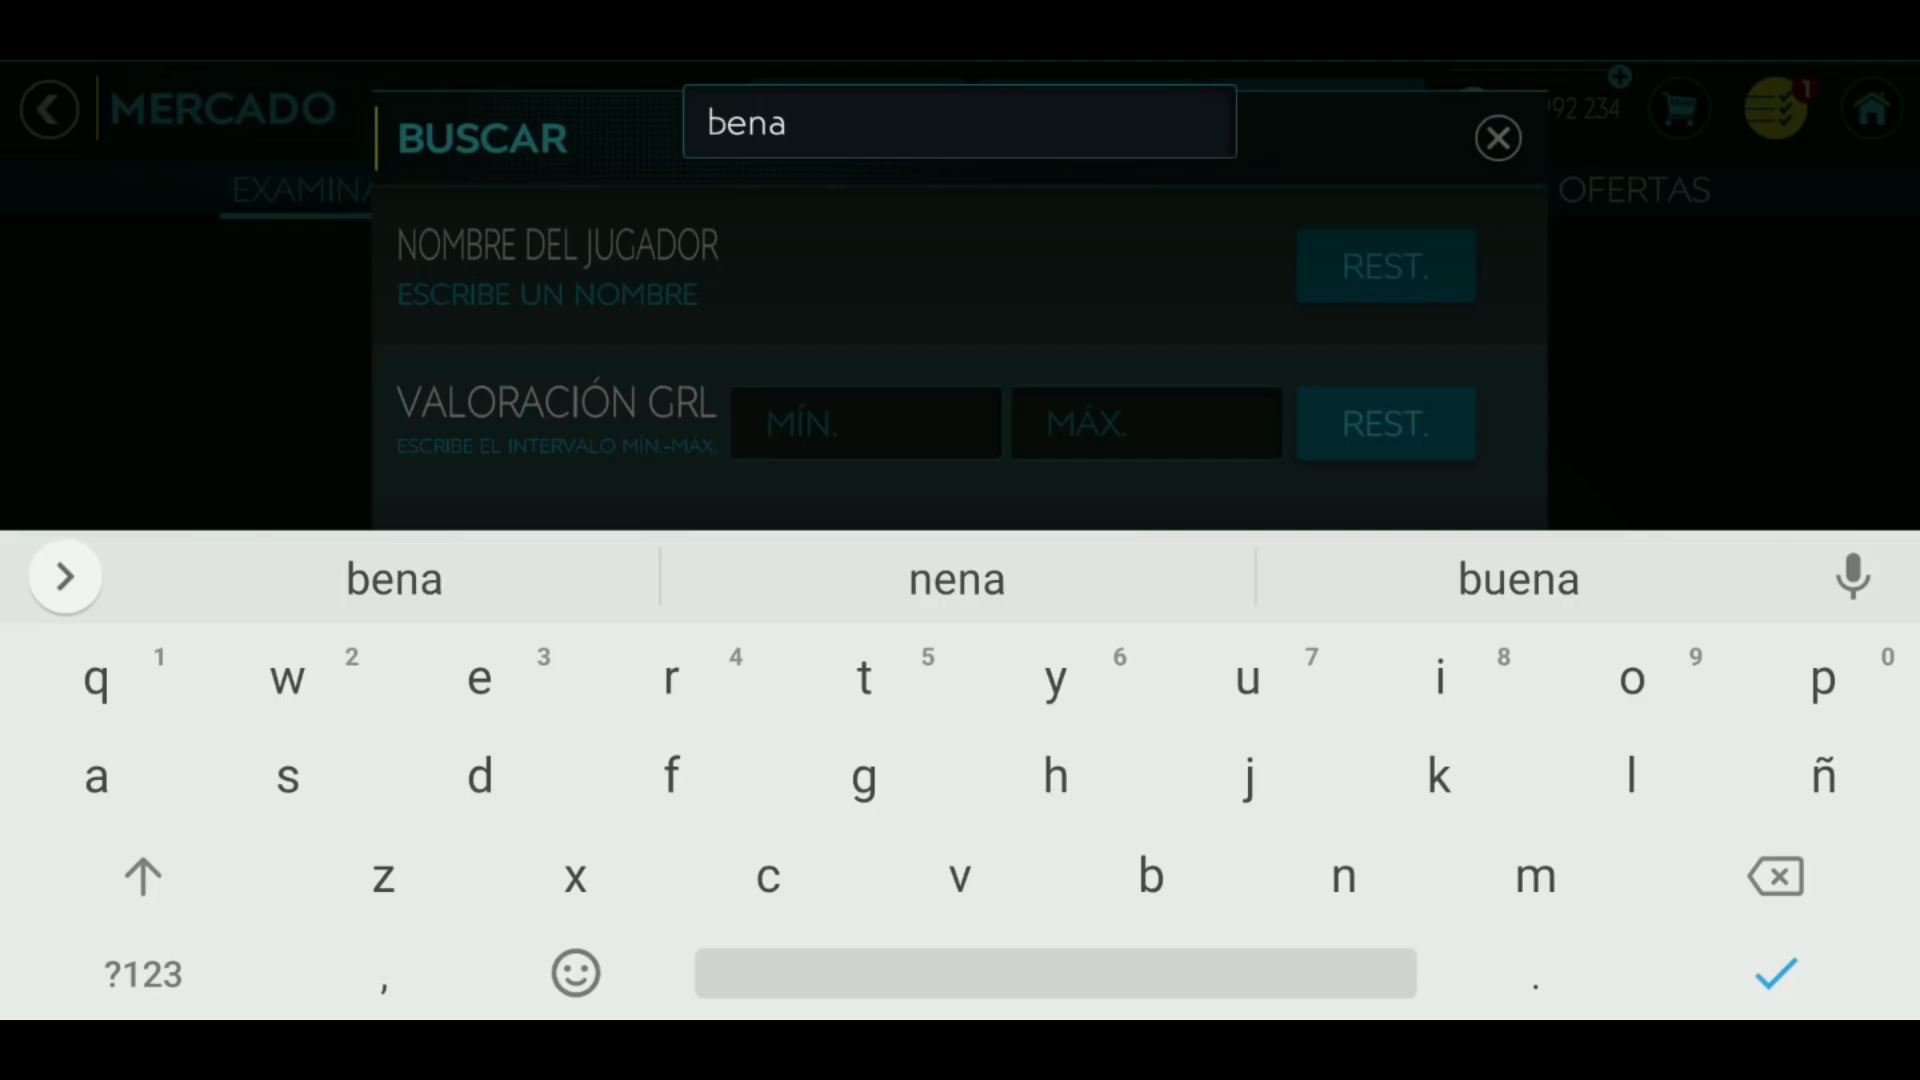 MERCADO
BUSCAR
bena
92 234
1
EXAMINA
OFERTAS
NOMBRE DEL JUGADOR
ESCRIBE UN NOMBRE
REST.
VALORACIÓN GRL
ESCRIBE EL INTERVALO MÍN.-MÁX.
MÍN.
MÁX.
REST.
bena nena buena
q 1 w 2 e 3 r 4 t 5 y 6 u 7 i 8 o 9 p 0
a s d f g h j k l ñ
z x c v b n m
?123 , .